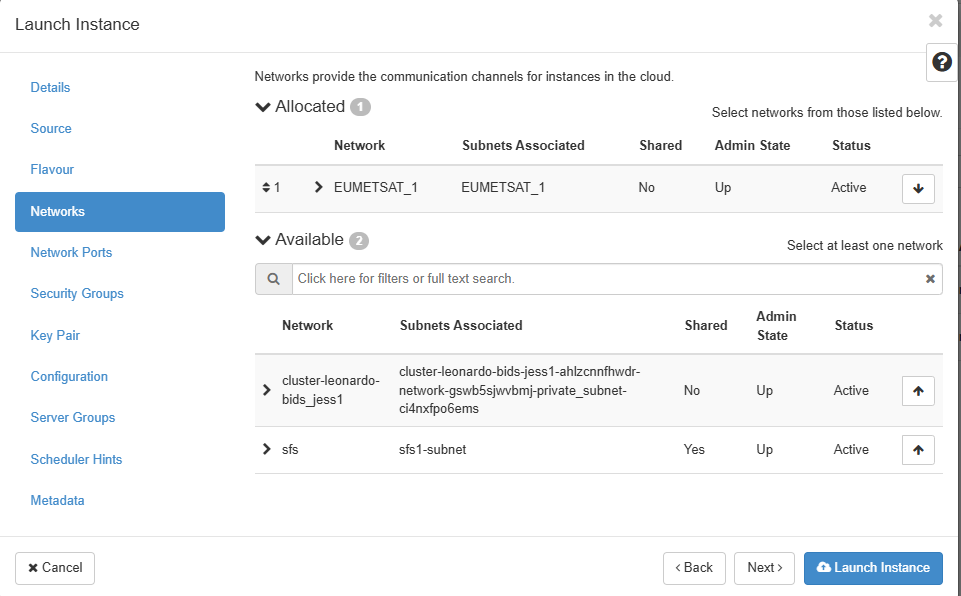 Launch Instance
Details
Source
Flavour
Networks
Network Ports
Security Groups
Key Pair
Configuration
Server Groups
Scheduler Hints
Metadata
Networks provide the communication channels for instances in the cloud.
Allocated 1
Select networks from those listed below.
Network Subnets Associated Shared Admin State Status
1 EUMETSAT_1 EUMETSAT_1 No Up Active
Available 2
Select at least one network
Click here for filters or full text search.
Network Subnets Associated Shared Admin State Status
cluster-leonardo-bids_jess1 cluster-leonardo-bids-jess1-ahlzcnnfhwdr-network-gswb5sjwvbmj-private_subnet-ci4nxfpo6ems No Up Active
sfs sfs1-subnet Yes Up Active
Cancel
Back
Next
Launch Instance